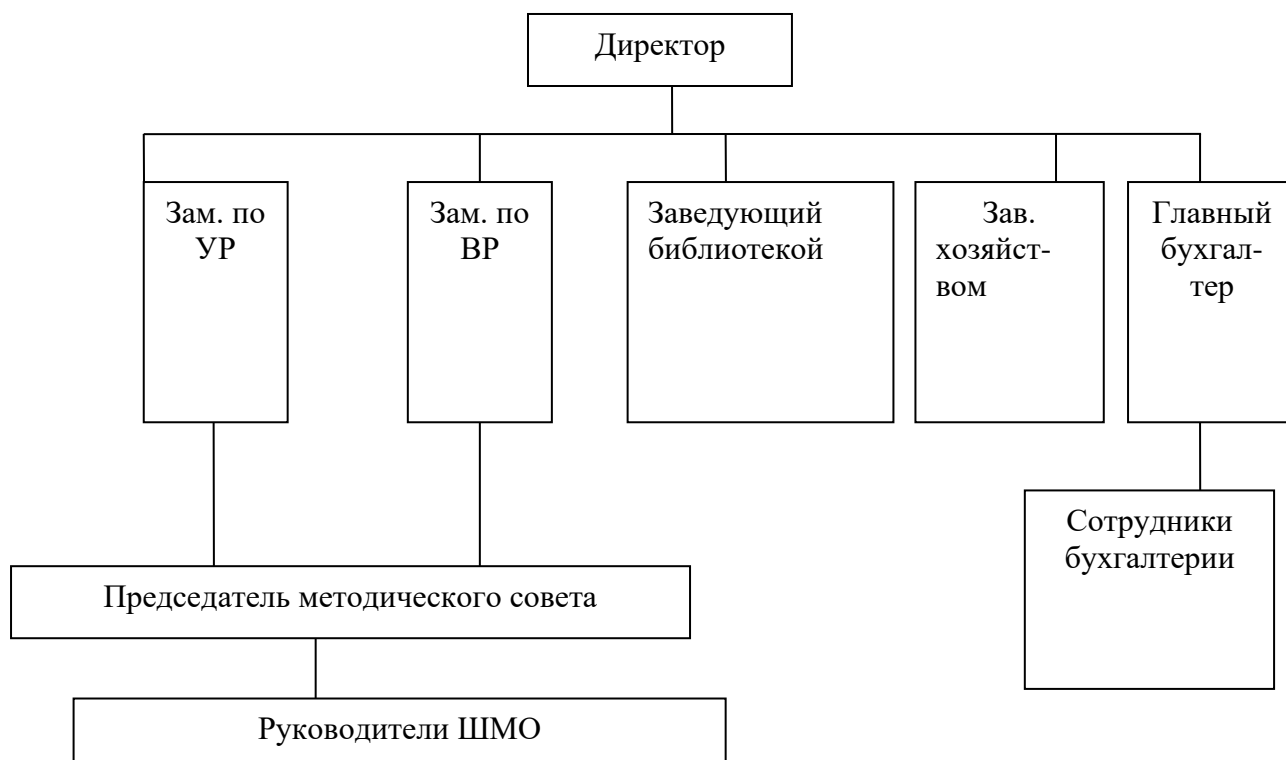 Директор
Зам. по
УР
Зам. по
ВР
Заведующий
библиотекой
Зав.
хозяйст-
вом
Главный
бухгал-
тер
Сотрудники
бухгалтерии
Председатель методического совета
Руководители ШМО